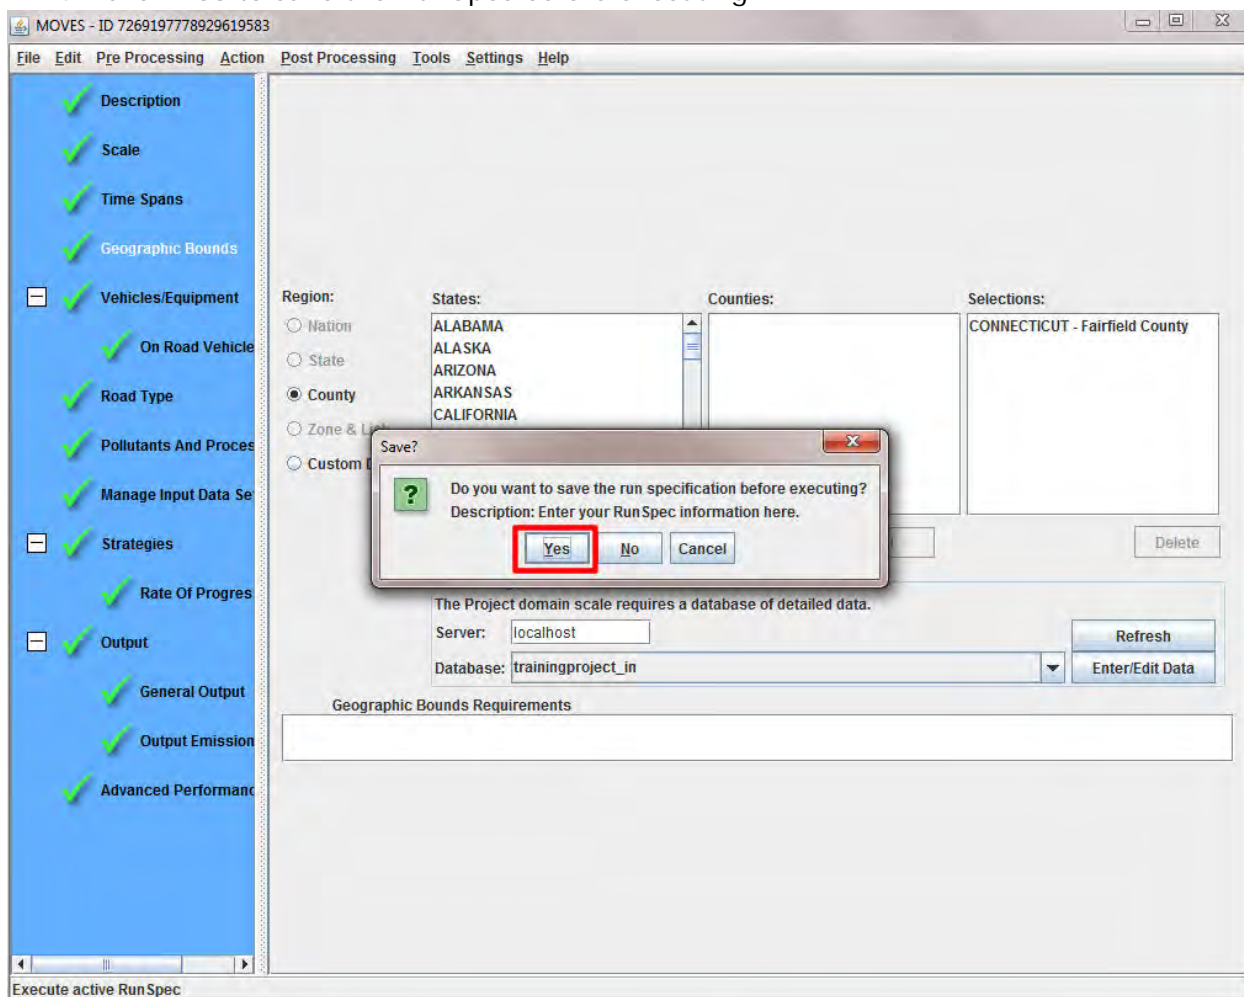 MOVES - ID 7269197778929619583
File Edit Pre Processing Action Post Processing Tools Settings Help
Description
Scale
Time Spans
Geographic Bounds
Vehicles/Equipment
On Road Vehicle
Road Type
Pollutants And Proces
Manage Input Data Se
Strategies
Rate Of Progres
Output
General Output
Output Emission
Advanced Performanc
Region:
Nation
State
County
Zone & Link
Custom D
States:
ALABAMA
ALASKA
ARIZONA
ARKANSAS
CALIFORNIA
Counties:
Selections:
CONNECTICUT - Fairfield County
Save?
Do you want to save the run specification before executing?
Description: Enter your RunSpec information here.
Yes No Cancel
Delete
The Project domain scale requires a database of detailed data.
Server: localhost
Refresh
Database: trainingproject_in
Enter/Edit Data
Geographic Bounds Requirements
Execute active RunSpec